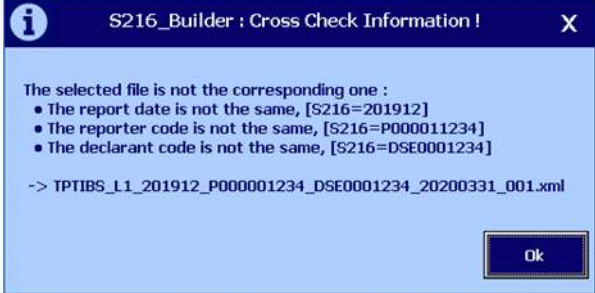 S216_Builder : Cross Check Information !
X
The selected file is not the corresponding one :
• The report date is not the same, [S216=201912]
• The reporter code is not the same, [S216=P000011234]
• The declarant code is not the same, [S216=DSE0001234]
-> TPTIBS_L1_201912_P000001234_DSE0001234_20200331_001.xml
Ok